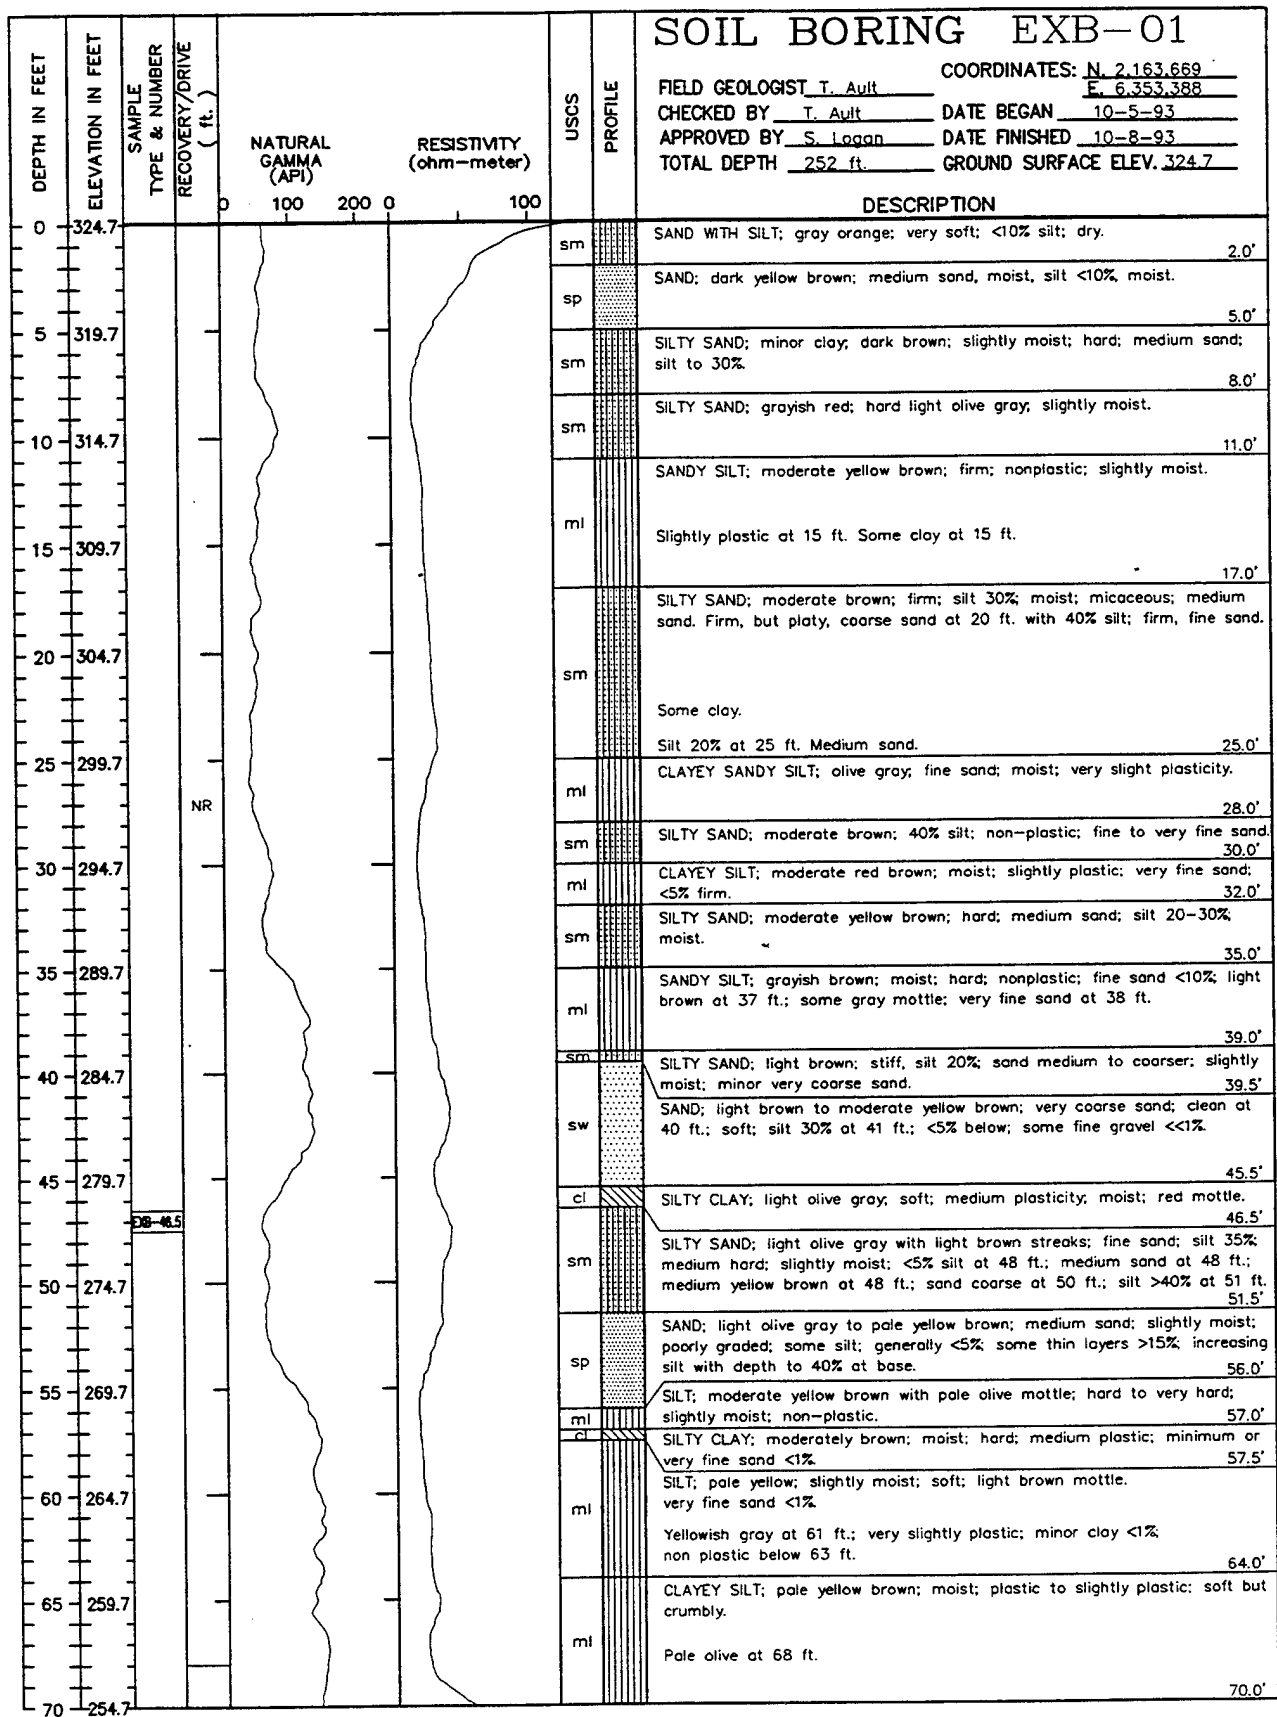 SOIL BORING EXB-01
COORDINATES: N. 2,163,669
E. 6,353,388
FIELD GEOLOGIST T. Ault
CHECKED BY T. Ault DATE BEGAN 10-5-93
APPROVED BY S. Logan DATE FINISHED 10-8-93
TOTAL DEPTH 252 ft. GROUND SURFACE ELEV. 324.7
DEPTH IN FEET
ELEVATION IN FEET
SAMPLE
TYPE & NUMBER
RECOVERY/DRIVE
( ft. )
NATURAL
GAMMA
(API)
0 100 200
RESISTIVITY
(ohm-meter)
0 100
USCS
PROFILE
DESCRIPTION
0 324.7
sm
SAND WITH SILT; gray orange; very soft; <10% silt; dry.
2.0'
sp
SAND; dark yellow brown; medium sand, moist, silt <10%, moist.
5.0'
5 319.7
sm
SILTY SAND; minor clay; dark brown; slightly moist; hard; medium sand;
silt to 30%.
8.0'
sm
SILTY SAND; grayish red; hard light olive gray, slightly moist.
11.0'
10 314.7
ml
SANDY SILT; moderate yellow brown; firm; nonplastic; slightly moist.
Slightly plastic at 15 ft. Some clay at 15 ft.
17.0'
15 309.7
sm
SILTY SAND; moderate brown; firm; silt 30%; moist; micaceous; medium
sand. Firm, but platy, coarse sand at 20 ft. with 40% silt; firm, fine sand.
20 304.7
Some clay.
Silt 20% at 25 ft. Medium sand.
25.0'
25 299.7
ml
CLAYEY SANDY SILT; olive gray; fine sand; moist; very slight plasticity.
28.0'
NR
sm
SILTY SAND; moderate brown; 40% silt; non-plastic; fine to very fine sand.
30.0'
30 294.7
ml
CLAYEY SILT; moderate red brown; moist; slightly plastic; very fine sand;
<5% firm.
32.0'
sm
SILTY SAND; moderate yellow brown; hard; medium sand; silt 20-30%;
moist.
35.0'
35 289.7
ml
SANDY SILT; grayish brown; moist; hard; nonplastic; fine sand <10%; light
brown at 37 ft.; some gray mottle; very fine sand at 38 ft.
39.0'
sm
SILTY SAND; light brown; stiff, silt 20%; sand medium to coarser; slightly
moist; minor very coarse sand.
39.5'
40 284.7
sw
SAND; light brown to moderate yellow brown; very coarse sand; clean at
40 ft.; soft; silt 30% at 41 ft.; <5% below; some fine gravel <<1%.
45.5'
45 279.7
cl
SILTY CLAY; light olive gray; soft; medium plasticity; moist; red mottle.
46.5'
EXB-46.5
sm
SILTY SAND; light olive gray with light brown streaks; fine sand; silt 35%;
medium hard; slightly moist; <5% silt at 48 ft.; medium sand at 48 ft.;
medium yellow brown at 48 ft.; sand coarse at 50 ft.; silt >40% at 51 ft.
51.5'
50 274.7
sp
SAND; light olive gray to pale yellow brown; medium sand; slightly moist;
poorly graded; some silt; generally <5%; some thin layers >15%; increasing
silt with depth to 40% at base.
56.0'
55 269.7
ml
SILT; moderate yellow brown with pale olive mottle; hard to very hard;
slightly moist; non-plastic.
57.0'
cl
SILTY CLAY; moderately brown; moist; hard; medium plastic; minimum or
very fine sand <1%.
57.5'
ml
SILT; pale yellow; slightly moist; soft; light brown mottle.
very fine sand <1%.
60 264.7
Yellowish gray at 61 ft.; very slightly plastic; minor clay <1%;
non plastic below 63 ft.
64.0'
65 259.7
ml
CLAYEY SILT; pale yellow brown; moist; plastic to slightly plastic; soft but
crumbly.
Pale olive at 68 ft.
70.0'
70 254.7